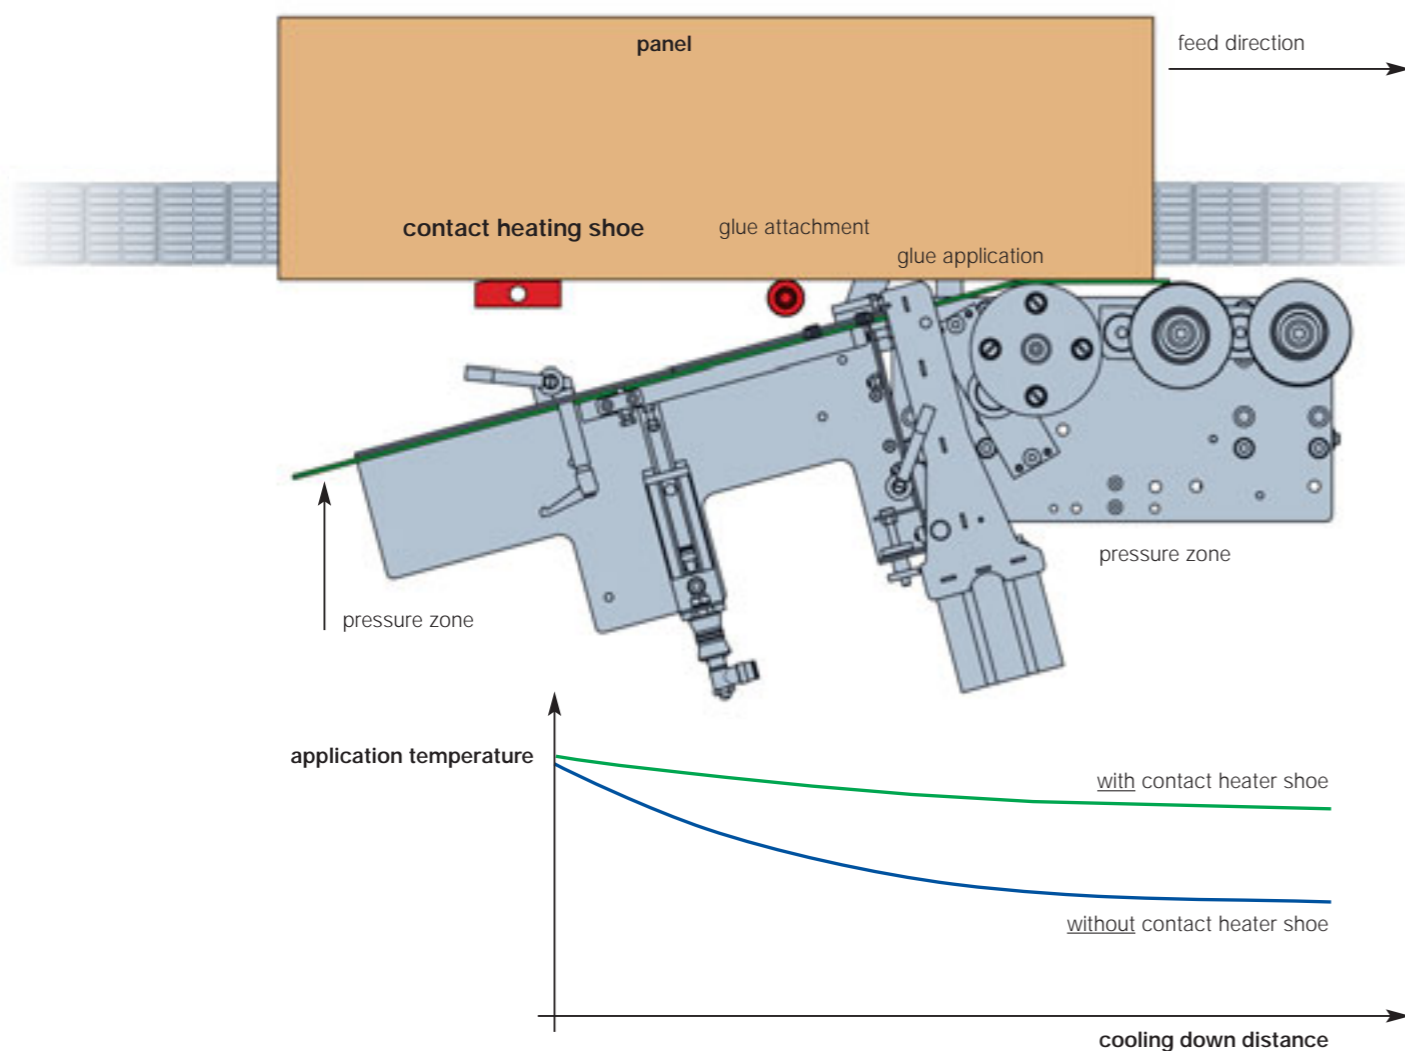 panel
feed direction
contact heating shoe
glue attachment
glue application
pressure zone
pressure zone
application temperature
with contact heater shoe
without contact heater shoe
cooling down distance